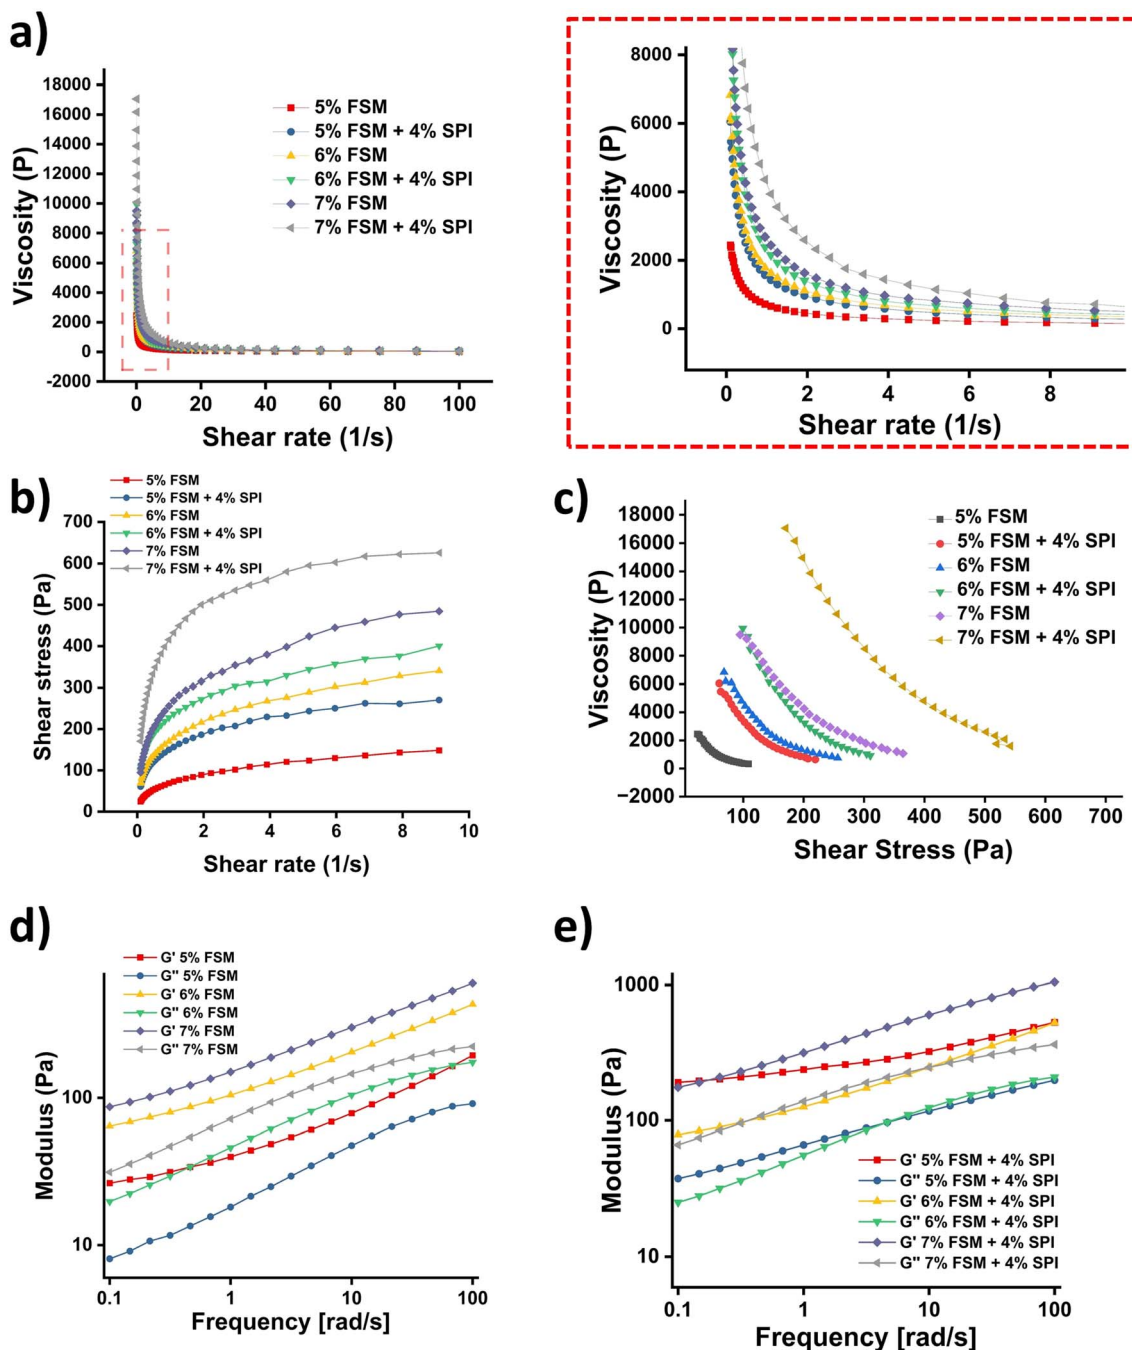 a)
18000
16000
14000
12000
10000
8000
6000
4000
2000
0
-2000
Viscosity (P)
5% FSM
5% FSM + 4% SPI
6% FSM
6% FSM + 4% SPI
7% FSM
7% FSM + 4% SPI
0 20 40 60 80 100
Shear rate (1/s)
8000
6000
4000
2000
0
Viscosity (P)
0 2 4 6 8
Shear rate (1/s)
b)
5% FSM
5% FSM + 4% SPI
6% FSM
6% FSM + 4% SPI
7% FSM
7% FSM + 4% SPI
700
600
500
400
300
200
100
0
Shear stress (Pa)
0 2 4 6 8 10
Shear rate (1/s)
c)
18000
16000
14000
12000
10000
8000
6000
4000
2000
0
−2000
Viscosity (P)
5% FSM
5% FSM + 4% SPI
6% FSM
6% FSM + 4% SPI
7% FSM
7% FSM + 4% SPI
100 200 300 400 500 600 700
Shear Stress (Pa)
d)
G' 5% FSM
G'' 5% FSM
G' 6% FSM
G'' 6% FSM
G' 7% FSM
G'' 7% FSM
100
10
Modulus (Pa)
0.1 1 10 100
Frequency [rad/s]
e)
1000
100
10
Modulus (Pa)
G' 5% FSM + 4% SPI
G'' 5% FSM + 4% SPI
G' 6% FSM + 4% SPI
G'' 6% FSM + 4% SPI
G' 7% FSM + 4% SPI
G'' 7% FSM + 4% SPI
0.1 1 10 100
Frequency [rad/s]